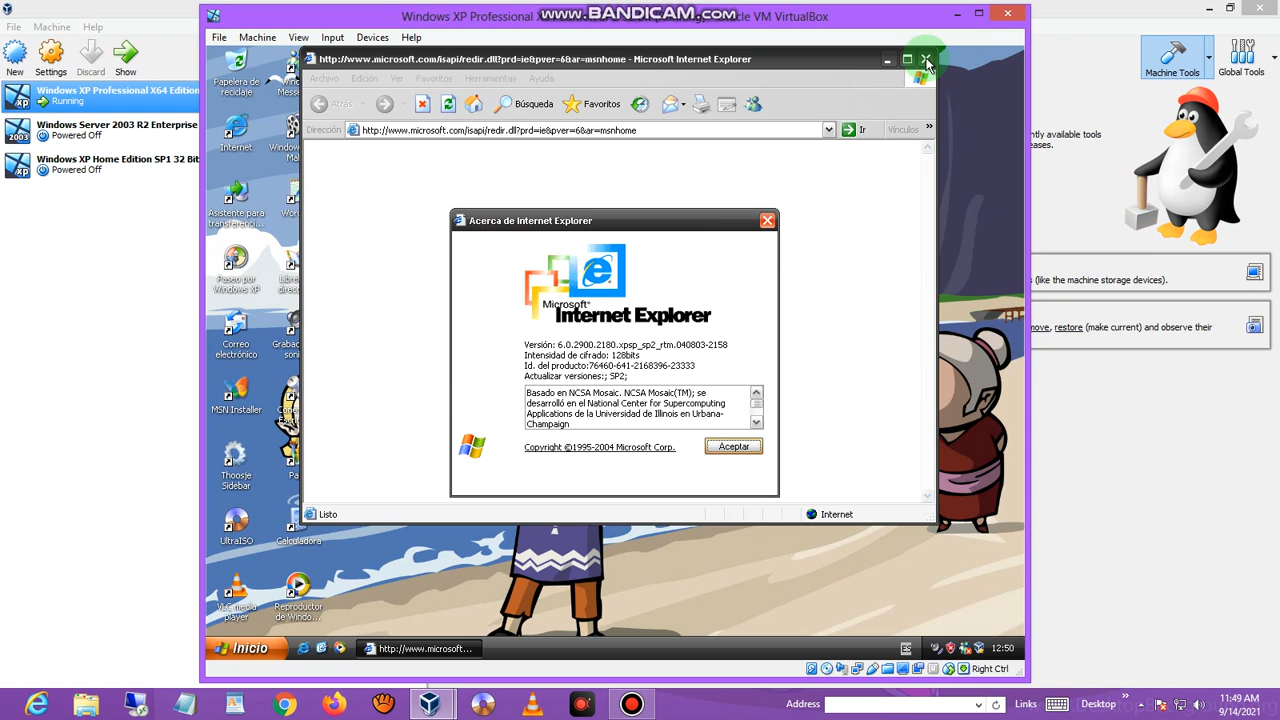 WWW.BANDICAM.COM
Windows XP Professional X
cle VM VirtualBox
File Machine Help
File Machine View Input Devices Help
New Settings Discard Show
Machine Tools Global Tools
Windows XP Professional X64 Edition
Running
Windows Server 2003 R2 Enterprise
Powered Off
Windows XP Home Edition SP1 32 Bit
Powered Off
ntly available tools
eases.
(like the machine storage devices).
move, restore (make current) and observe their
http://www.microsoft.com/isapi/redir.dll?prd=ie&pver=6&ar=msnhome - Microsoft Internet Explorer
Archivo Edición Ver Favoritos Herramientas Ayuda
Atrás Búsqueda Favoritos
Dirección http://www.microsoft.com/isapi/redir.dll?prd=ie&pver=6&ar=msnhome Ir Vínculos »
Acerca de Internet Explorer
Microsoft®
Internet Explorer
Versión: 6.0.2900.2180.xpsp_sp2_rtm.040803-2158
Intensidad de cifrado: 128bits
Id. del producto:76460-641-2168396-23333
Actualizar versiones:; SP2;
Basado en NCSA Mosaic. NCSA Mosaic(TM); se
desarrolló en el National Center for Supercomputing
Applications de la Universidad de Illinois en Urbana-
Champaign
Copyright ©1995-2004 Microsoft Corp.
Aceptar
Listo
Internet
Papelera de
reciclaje
Internet
Asistente para
transferencia...
Paseo por
Windows XP
Correo
electrónico
MSN Installer
Thoosje
Sidebar
UltraISO
Calculadora
VLC media
player
Reproductor
de Windo...
Inicio
http://www.microsoft...
ES
12:50
Right Ctrl
Address
Links
Desktop
11:49 AM
9/14/2021